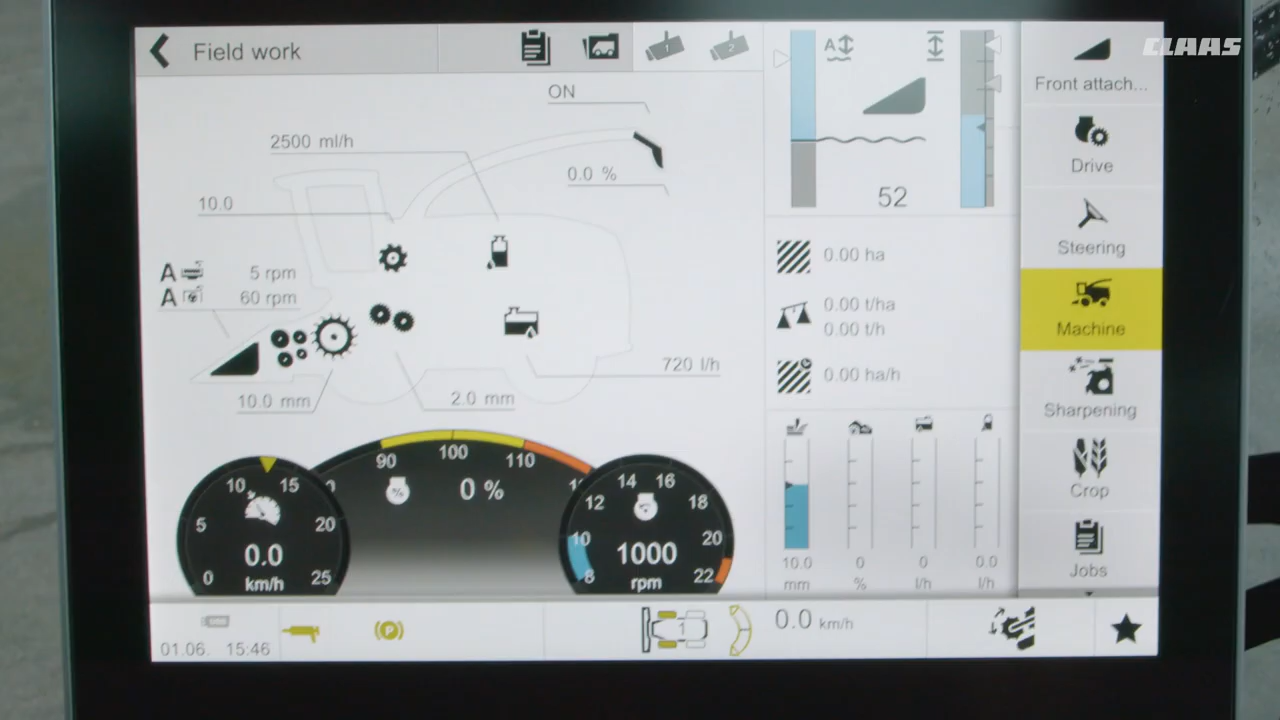 Field work
1
2
CLAAS
Front attach...
Drive
Steering
Machine
Sharpening
Crop
Jobs
ON
2500 ml/h
0.0 %
10.0
A 5 rpm
A 60 rpm
720 l/h
10.0 mm
2.0 mm
A
52
0.00 ha
0.00 t/ha
0.00 t/h
0.00 ha/h
90 100 110
0 %
0 5 10 15 20 25
0.0
km/h
8 10 12 14 16 18 20 22
1000
rpm
10.0 0 0 0.0
mm % l/h l/h
01.06. 15:46
P
1
0.0 km/h